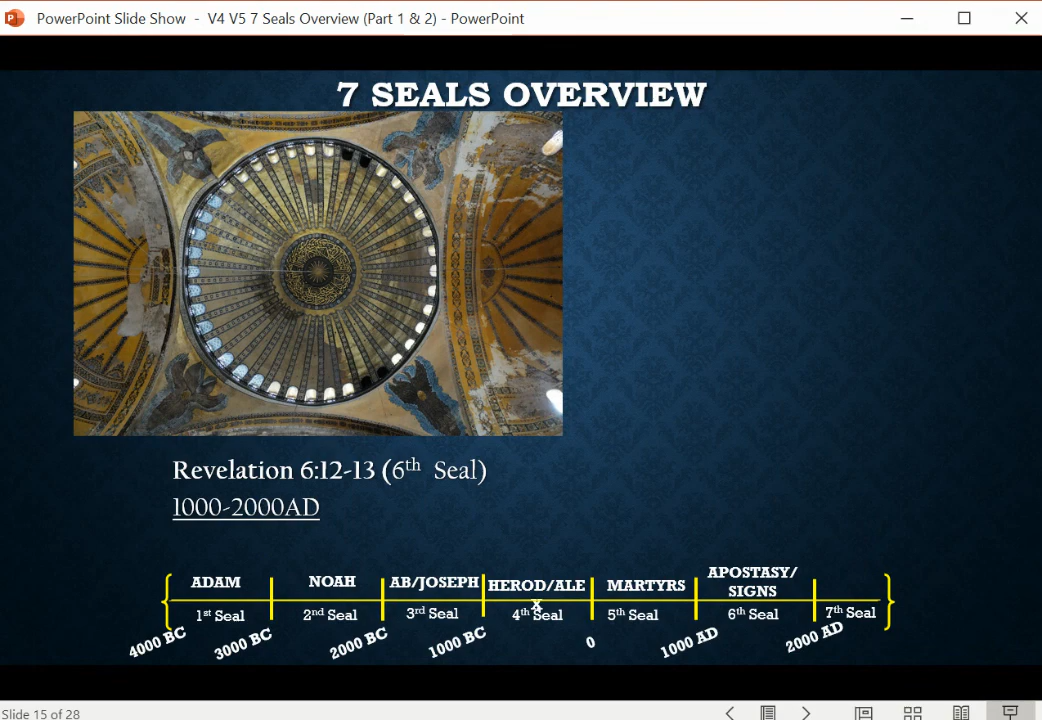 PowerPoint Slide Show - V4 V5 7 Seals Overview (Part 1 & 2) - PowerPoint
7 SEALS OVERVIEW
Revelation 6:12-13 (6th Seal)
1000-2000AD
ADAM NOAH AB/JOSEPH HEROD/ALE MARTYRS APOSTASY/
SIGNS
X
1st Seal 2nd Seal 3rd Seal 4th Seal 5th Seal 6th Seal 7th Seal
4000 BC 3000 BC 2000 BC 1000 BC 0 1000 AD 2000 AD
Slide 15 of 28